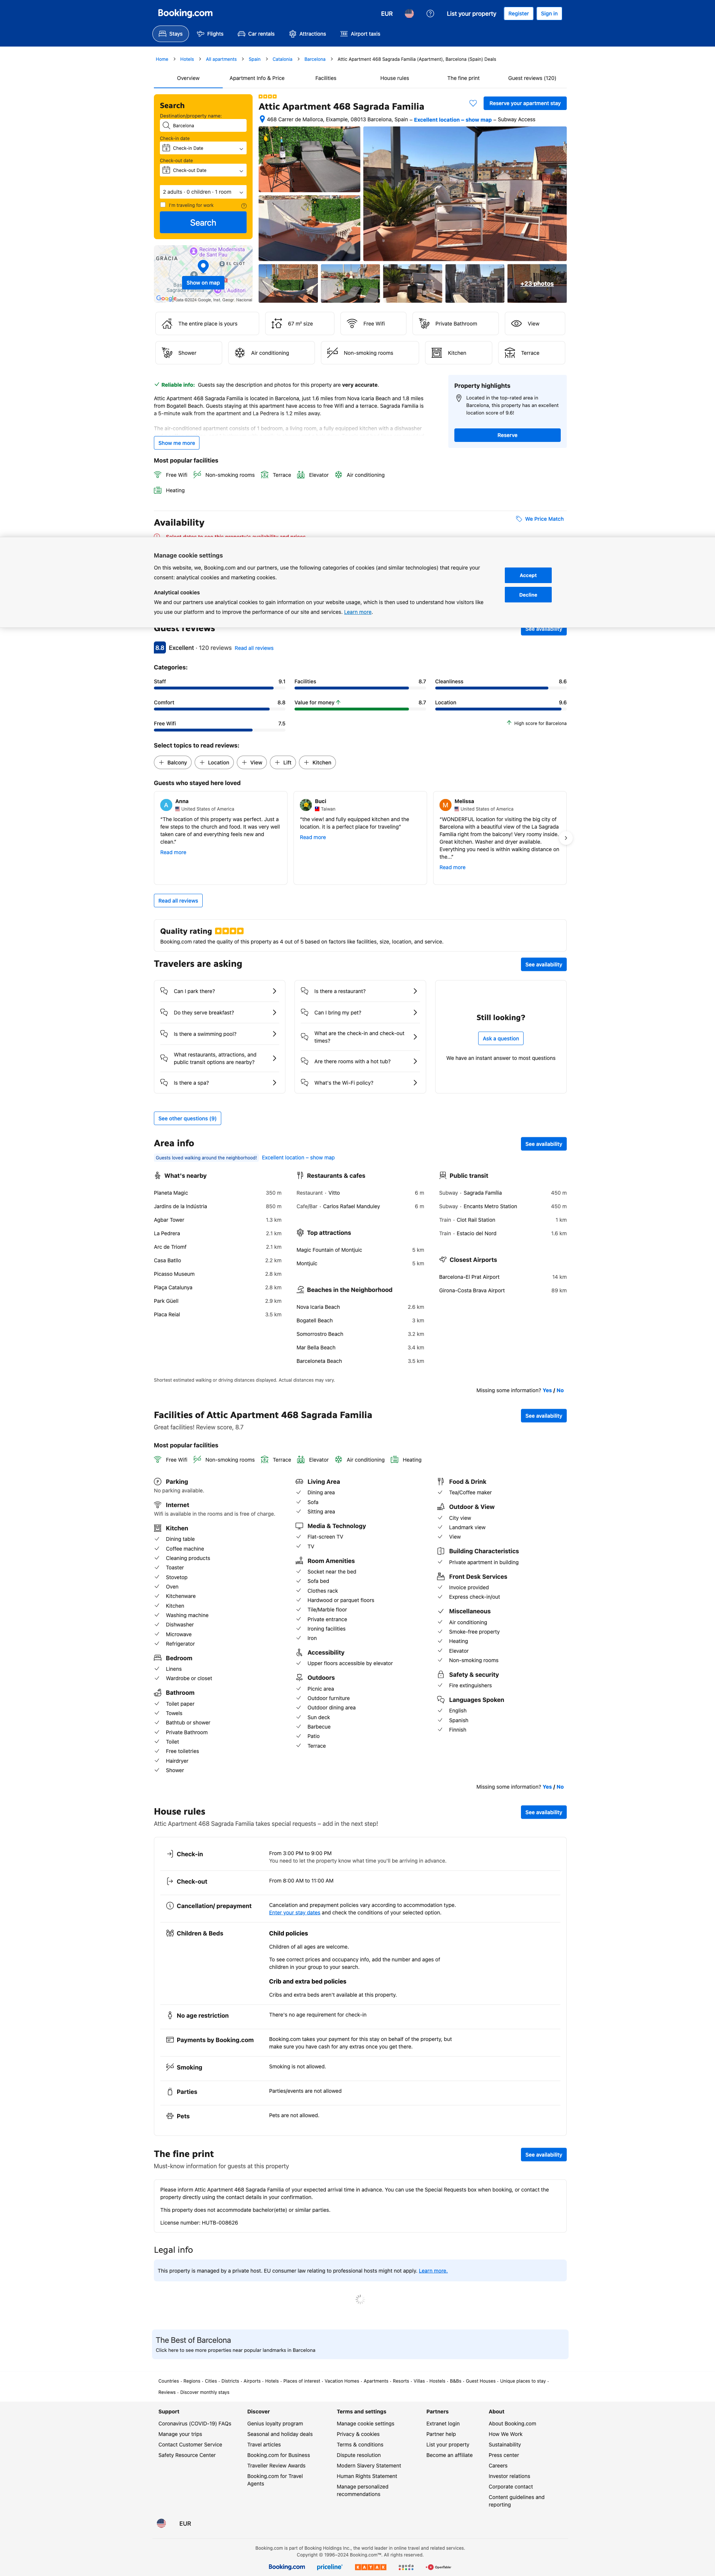 Booking.com
EUR
List your property
Register
Sign in
Stays
Flights
Car rentals
Attractions
Airport taxis
Home > Hotels > All apartments > Spain > Catalonia > Barcelona > Attic Apartment 468 Sagrada Familia (Apartment), Barcelona (Spain) Deals
Overview
Apartment Info & Price
Facilities
House rules
The fine print
Guest reviews (120)
Search
Destination/property name:
Barcelona
Check-in date
Check-in Date
Check-out date
Check-out Date
2 adults · 0 children · 1 room
I'm traveling for work.
Search
Attic Apartment 468 Sagrada Familia
Reserve your apartment stay
468 Carrer de Mallorca, Eixample, 08013 Barcelona, Spain – Excellent location – show map – Subway Access
Recinte Modernista
de Sant Pau
GRÀCIA
EL CLOT
Show on map
Google
+23 photos
The entire place is yours
67 m² size
Free Wifi
Private Bathroom
View
Shower
Air conditioning
Non-smoking rooms
Kitchen
Terrace
Reliable info: Guests say the description and photos for this property are very accurate.
Attic Apartment 468 Sagrada Familia is located in Barcelona, just 1.6 miles from Nova Icaria Beach and 1.8
miles from Bogatell Beach. Guests staying at this apartment have access to free Wifi and a terrace. Sagrada Familia is
a 5-minute walk from the apartment and La Pedrera is 1.2 miles away.
The air-conditioned apartment consists of 1 bedroom, a living room, a fully equipped kitchen with a dishwasher
Show me more
Property highlights
Located in the top-rated area in
Barcelona, this property has an excellent
location score of 9.6!
Reserve
Most popular facilities
Free Wifi
Non-smoking rooms
Terrace
Elevator
Air conditioning
Heating
Availability
We Price Match
Select dates to see this property's availability and prices
Manage cookie settings
On this website, we, Booking.com and our partners, use the following categories of cookies (and similar technologies) that require your
consent: analytical cookies and marketing cookies.
Analytical cookies
We and our partners use analytical cookies to gain information on your website usage, which is then used to understand how visitors like
you use our platform and to improve the performance of our site and services. Learn more.
Accept
Decline
Guest reviews
See availability
8.8 Excellent · 120 reviews Read all reviews
Categories:
Staff 9.1
Facilities 8.7
Cleanliness 8.6
Comfort 8.8
Value for money 8.7
Location 9.6
Free Wifi 7.5
High score for Barcelona
Select topics to read reviews:
Balcony
Location
View
Lift
Kitchen
Guests who stayed here loved
A
Anna
United States of America
"The location of this property was perfect. Just a
few steps to the church and food. It was very well
taken care of and everything feels new and
clean."
Read more
Buci
Taiwan
"the view! and fully equipped kitchen and the
location. it is a perfect place for traveling"
Read more
M
Melissa
United States of America
"WONDERFUL location for visiting the big city of
Barcelona with a beautiful view of the La Sagrada
Familia right from the balcony! Very roomy inside.
Great kitchen. Washer and dryer available.
Everything you need is within walking distance on
the..."
Read more
Read all reviews
Quality rating
Booking.com rated the quality of this property as 4 out of 5 based on factors like facilities, size, location, and service.
Travelers are asking
See availability
Can I park there?
Do they serve breakfast?
Is there a swimming pool?
What restaurants, attractions, and
public transit options are nearby?
Is there a spa?
Is there a restaurant?
Can I bring my pet?
What are the check-in and check-out
times?
Are there rooms with a hot tub?
What's the Wi-Fi policy?
Still looking?
Ask a question
We have an instant answer to most questions
See other questions (9)
Area info
See availability
Guests loved walking around the neighborhood!
Excellent location – show map
What's nearby
Planeta Magic 350 m
Jardins de la Indústria 850 m
Agbar Tower 1.3 km
La Pedrera 2.1 km
Arc de Triomf 2.1 km
Casa Batllo 2.2 km
Picasso Museum 2.8 km
Plaça Catalunya 2.8 km
Park Güell 2.9 km
Placa Reial 3.5 km
Restaurants & cafes
Restaurant · Vitto 6 m
Cafe/Bar · Carlos Rafael Manduley 6 m
Top attractions
Magic Fountain of Montjuic 5 km
Montjuïc 5 km
Beaches in the Neighborhood
Nova Icaria Beach 2.6 km
Bogatell Beach 3 km
Somorrostro Beach 3.2 km
Mar Bella Beach 3.4 km
Barceloneta Beach 3.5 km
Public transit
Subway · Sagrada Família 450 m
Subway · Encants Metro Station 450 m
Train · Clot Rail Station 1 km
Train · Estacio del Nord 1.6 km
Closest Airports
Barcelona-El Prat Airport 14 km
Girona-Costa Brava Airport 89 km
Shortest estimated walking or driving distances displayed. Actual distances may vary.
Missing some information? Yes / No
Facilities of Attic Apartment 468 Sagrada Familia
See availability
Great facilities! Review score, 8.7
Most popular facilities
Free Wifi
Non-smoking rooms
Terrace
Elevator
Air conditioning
Heating
Parking
No parking available.
Internet
Wifi is available in the rooms and is free of charge.
Kitchen
Dining table
Coffee machine
Cleaning products
Toaster
Stovetop
Oven
Kitchenware
Kitchen
Washing machine
Dishwasher
Microwave
Refrigerator
Bedroom
Linens
Wardrobe or closet
Bathroom
Toilet paper
Towels
Bathtub or shower
Private Bathroom
Toilet
Free toiletries
Hairdryer
Shower
Living Area
Dining area
Sofa
Sitting area
Media & Technology
Flat-screen TV
TV
Room Amenities
Socket near the bed
Sofa bed
Clothes rack
Hardwood or parquet floors
Tile/Marble floor
Private entrance
Ironing facilities
Iron
Accessibility
Upper floors accessible by elevator
Outdoors
Picnic area
Outdoor furniture
Outdoor dining area
Sun deck
Barbecue
Patio
Terrace
Food & Drink
Tea/Coffee maker
Outdoor & View
City view
Landmark view
View
Building Characteristics
Private apartment in building
Front Desk Services
Invoice provided
Express check-in/out
Miscellaneous
Air conditioning
Smoke-free property
Heating
Elevator
Non-smoking rooms
Safety & security
Fire extinguishers
Languages Spoken
English
Spanish
Finnish
Missing some information? Yes / No
House rules
See availability
Attic Apartment 468 Sagrada Familia takes special requests – add in the next step!
Check-in
From 3:00 PM to 9:00 PM
You need to let the property know what time you'll be arriving in advance.
Check-out
From 8:00 AM to 11:00 AM
Cancellation/ prepayment
Cancelation and prepayment policies vary according to accommodation type.
Enter your stay dates and check the conditions of your selected option.
Children & Beds
Child policies
Children of all ages are welcome.
To see correct prices and occupancy info, add the number and ages of
children in your group to your search.
Crib and extra bed policies
Cribs and extra beds aren't available at this property.
No age restriction
There's no age requirement for check-in
Payments by Booking.com
Booking.com takes your payment for this stay on behalf of the property, but
make sure you have cash for any extras once you get there.
Smoking
Smoking is not allowed.
Parties
Parties/events are not allowed
Pets
Pets are not allowed.
The fine print
See availability
Must-know information for guests at this property
Please inform Attic Apartment 468 Sagrada Familia of your expected arrival time in advance. You can use the Special Requests box when booking, or contact the
property directly using the contact details in your confirmation.
This property does not accommodate bachelor(ette) or similar parties.
License number: HUTB-008626
Legal info
This property is managed by a private host. EU consumer law relating to professional hosts might not apply. Learn more.
The Best of Barcelona
Click here to see more properties near popular landmarks in Barcelona
Countries · Regions · Cities · Districts · Airports · Hotels · Places of interest · Vacation Homes · Apartments · Resorts · Villas · Hostels · B&Bs · Guest Houses · Unique places to stay ·
Reviews · Discover monthly stays
Support
Coronavirus (COVID-19) FAQs
Manage your trips
Contact Customer Service
Safety Resource Center
Discover
Genius loyalty program
Seasonal and holiday deals
Travel articles
Booking.com for Business
Traveller Review Awards
Booking.com for Travel
Agents
Terms and settings
Manage cookie settings
Privacy & cookies
Terms & conditions
Dispute resolution
Modern Slavery Statement
Human Rights Statement
Manage personalized
recommendations
Partners
Extranet login
Partner help
List your property
Become an affiliate
About
About Booking.com
How We Work
Sustainability
Press center
Careers
Investor relations
Corporate contact
Content guidelines and
reporting
EUR
Booking.com is part of Booking Holdings Inc., the world leader in online travel and related services.
Copyright © 1996–2024 Booking.com™. All rights reserved.
Booking.com
priceline
KAYAK
agoda
OpenTable